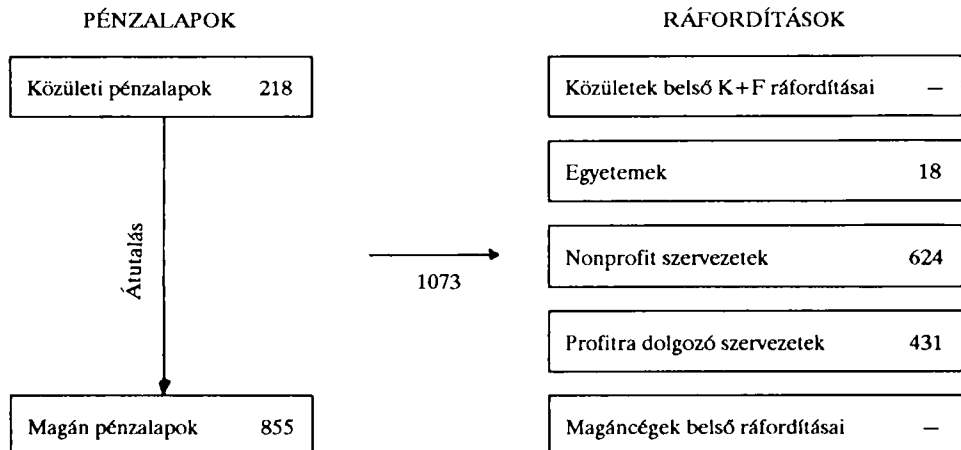 PÉNZALAPOK
Közületi pénzalapok 218
Átutalás
Magán pénzalapok 855
1073
RÁFORDÍTÁSOK
Közületek belső K+F ráfordításai —
Egyetemek 18
Nonprofit szervezetek 624
Profitra dolgozó szervezetek 431
Magáncégek belső ráfordításai —